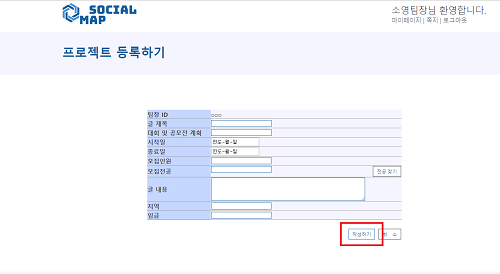 SOCIAL
MAP
소영팀장님 환영합니다.
마이페이지 | 쪽지 | 로그아웃
프로젝트 등록하기
팀장 ID ooo
글 제목
대회 및 공모전 계획
시작일 연도-월-일
종료일 연도-월-일
모집인원
모집전공 전공 찾기
글 내용
지역
임금
작성하기 취 소